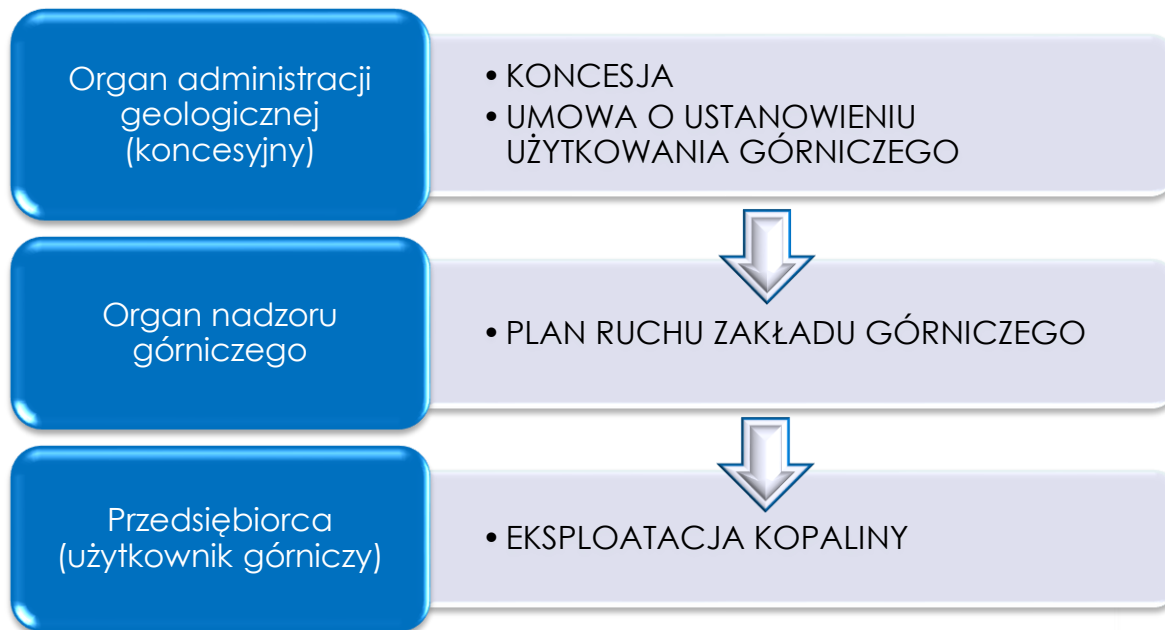 Organ administracji
geologicznej
(koncesyjny)
• KONCESJA
• UMOWA O USTANOWIENIU
UŻYTKOWANIA GÓRNICZEGO
Organ nadzoru
górniczego
• PLAN RUCHU ZAKŁADU GÓRNICZEGO
Przedsiębiorca
(użytkownik górniczy)
• EKSPLOATACJA KOPALINY